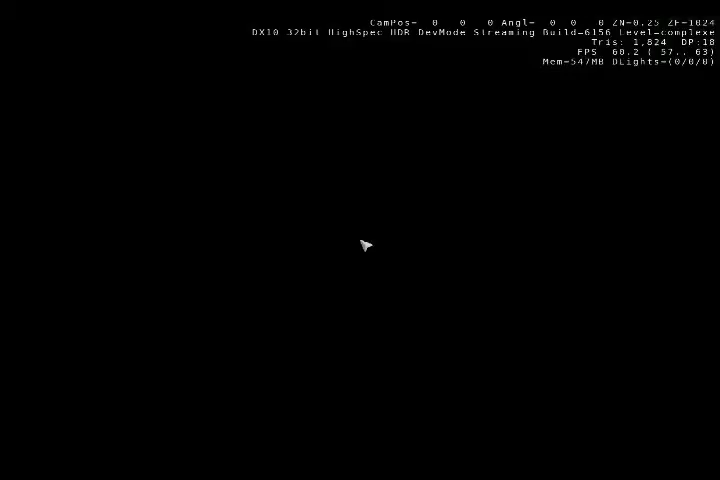 CamPos= 0 0 0 Angl= 0 0 0 ZN=0.25 ZF=1024
DX10 32bit HighSpec HDR DevMode Streaming Build=6156 Level=complexe
Tris: 1,824 DP:18
FPS 60.2 ( 57.. 63)
Mem=547MB DLights=(0/0/0)